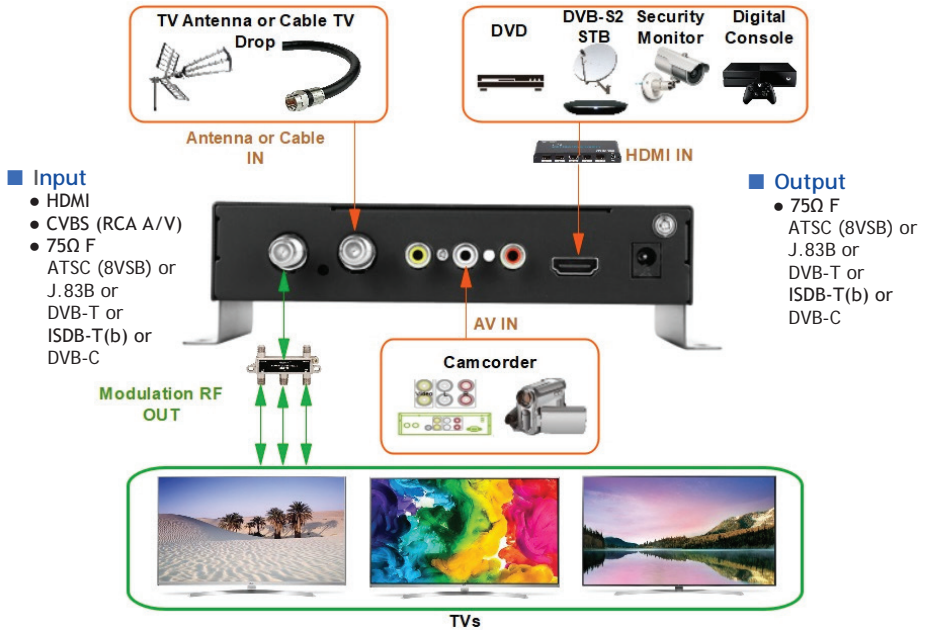 TV Antenna or Cable TV
Drop
DVD
DVB-S2
STB
Security
Monitor
Digital
Console
Antenna or Cable
IN
HDMI IN
■ Input
● HDMI
● CVBS (RCA A/V)
● 75Ω F
ATSC (8VSB) or
J.83B or
DVB-T or
ISDB-T(b) or
DVB-C
■ Output
● 75Ω F
ATSC (8VSB) or
J.83B or
DVB-T or
ISDB-T(b) or
DVB-C
AV IN
Camcorder
Modulation RF
OUT
TVs